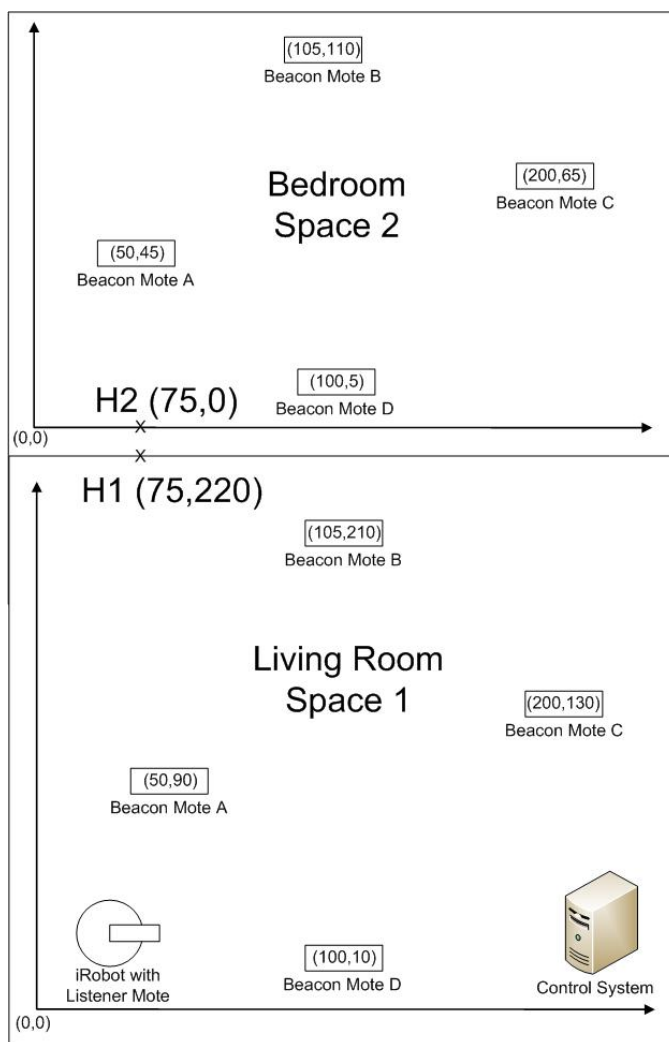 (105,110)
Beacon Mote B
Bedroom
Space 2
(200,65)
Beacon Mote C
(50,45)
Beacon Mote A
H2 (75,0)
(100,5)
Beacon Mote D
(0,0)
X
X
H1 (75,220)
(105,210)
Beacon Mote B
Living Room
Space 1
(200,130)
Beacon Mote C
(50,90)
Beacon Mote A
iRobot with
Listener Mote
(100,10)
Beacon Mote D
Control System
(0,0)